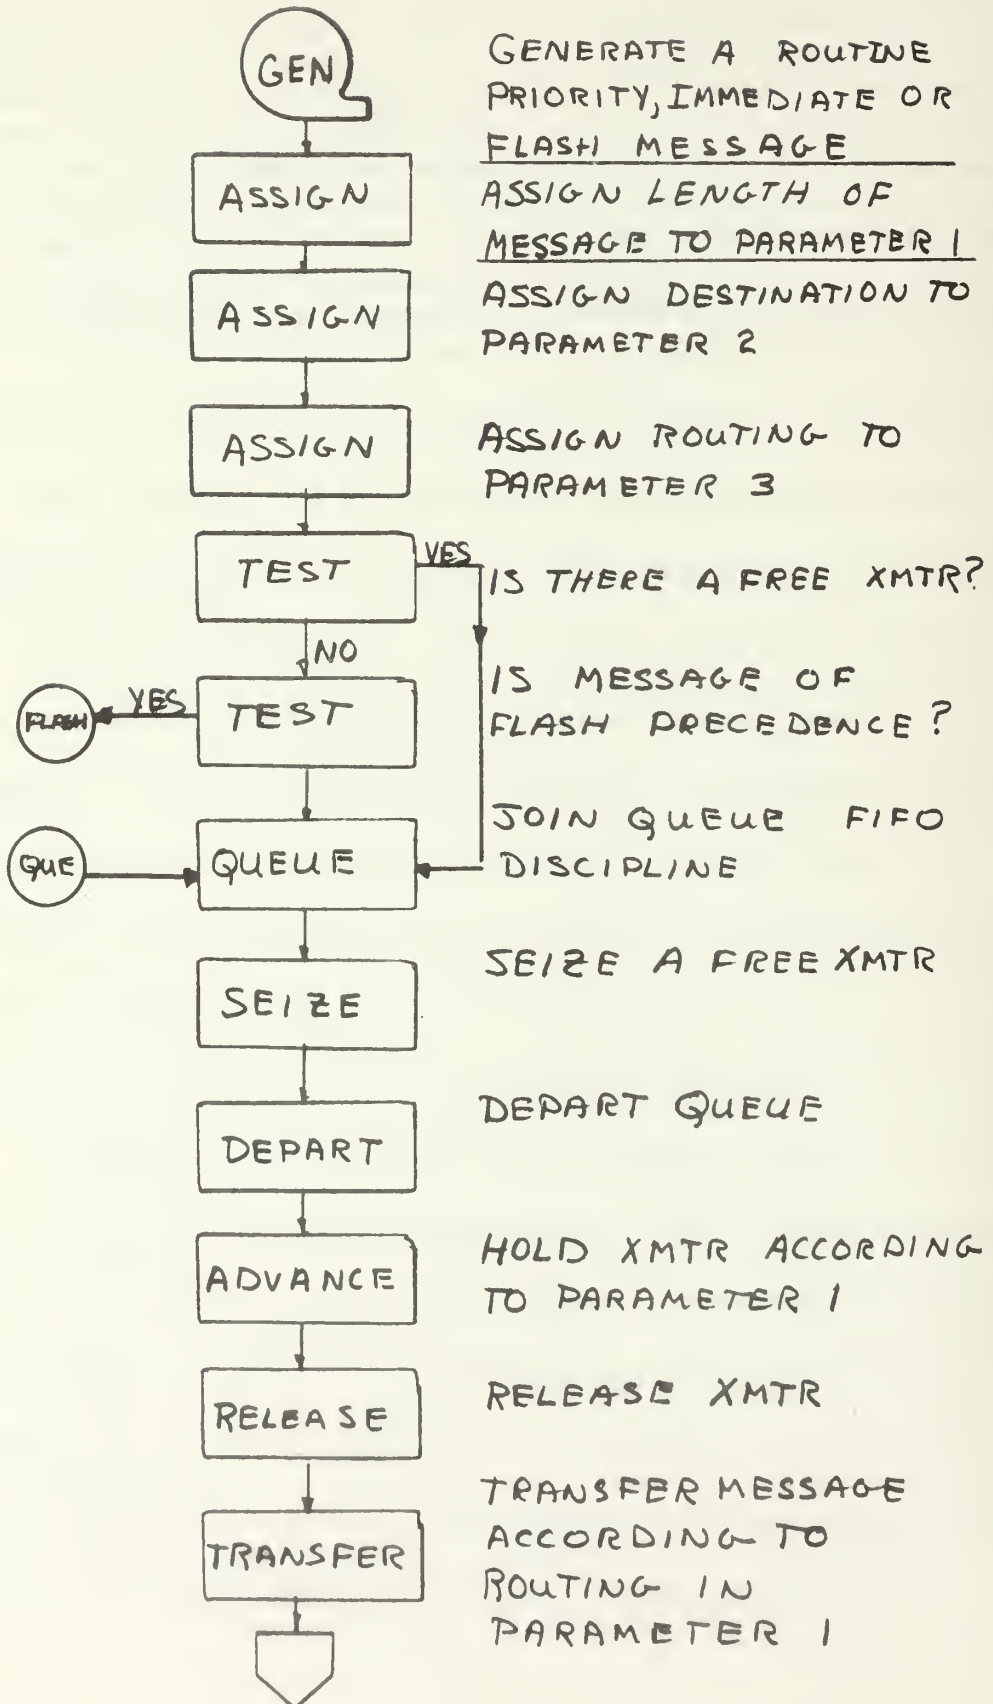 GEN
GENERATE A ROUTINE
PRIORITY, IMMEDIATE OR
FLASH MESSAGE
ASSIGN
ASSIGN LENGTH OF
MESSAGE TO PARAMETER 1
ASSIGN
ASSIGN DESTINATION TO
PARAMETER 2
ASSIGN
ASSIGN ROUTING TO
PARAMETER 3
TEST
YES
IS THERE A FREE XMTR?
NO
FLASH
YES
TEST
IS MESSAGE OF
FLASH PRECEDENCE?
QUE
QUEUE
JOIN QUEUE FIFO
DISCIPLINE
SEIZE
SEIZE A FREE XMTR
DEPART
DEPART QUEUE
ADVANCE
HOLD XMTR ACCORDING
TO PARAMETER 1
RELEASE
RELEASE XMTR
TRANSFER
TRANSFER MESSAGE
ACCORDING TO
ROUTING IN
PARAMETER 1